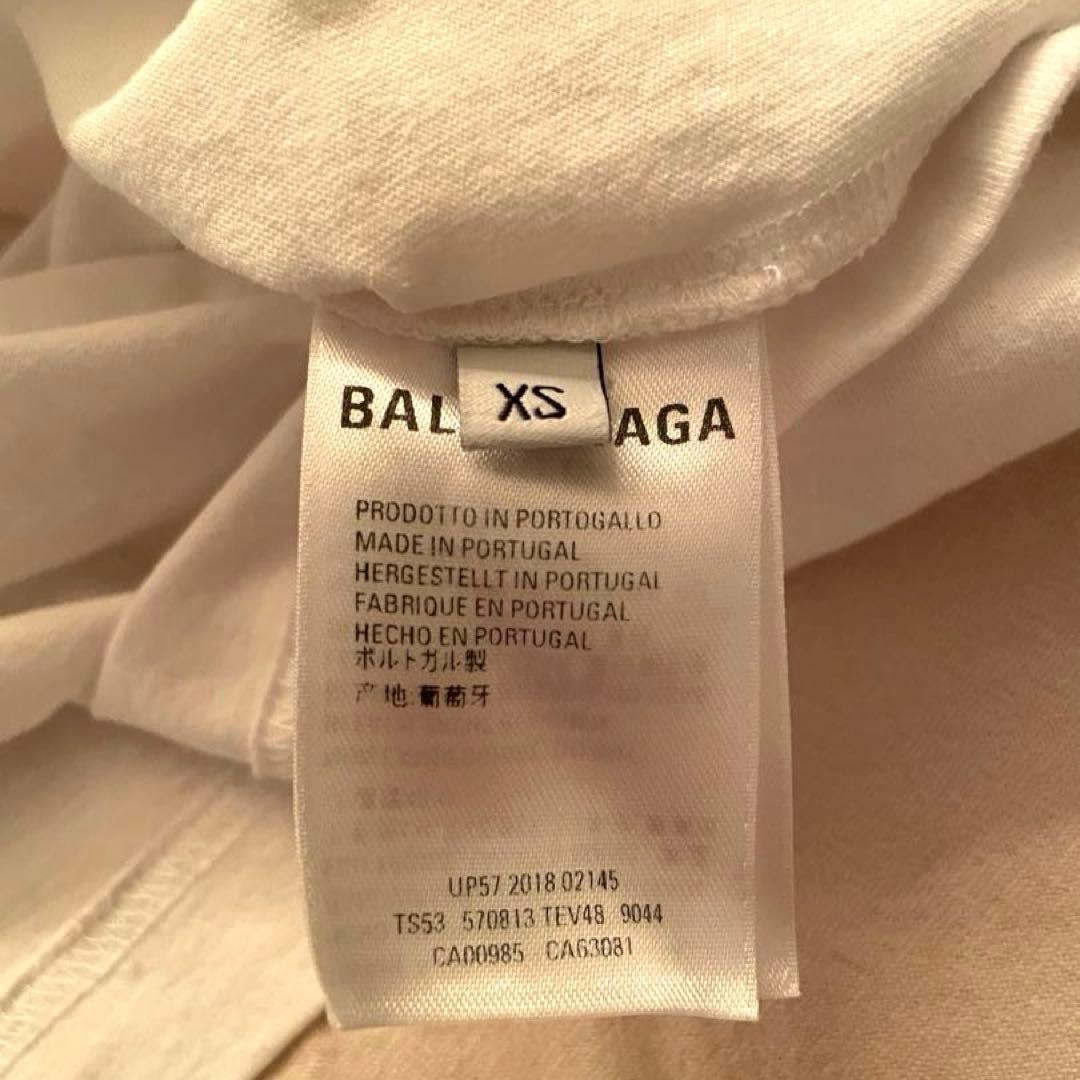 BAL XS AGA
PRODOTTO IN PORTOGALLO
MADE IN PORTUGAL
HERGESTELLT IN PORTUGAL
FABRIQUE EN PORTUGAL
HECHO EN PORTUGAL
ポルトガル製
产地:葡萄牙
UP57 2018 02145
TS53 570813 TEV48 9044
CA00985 CA63081